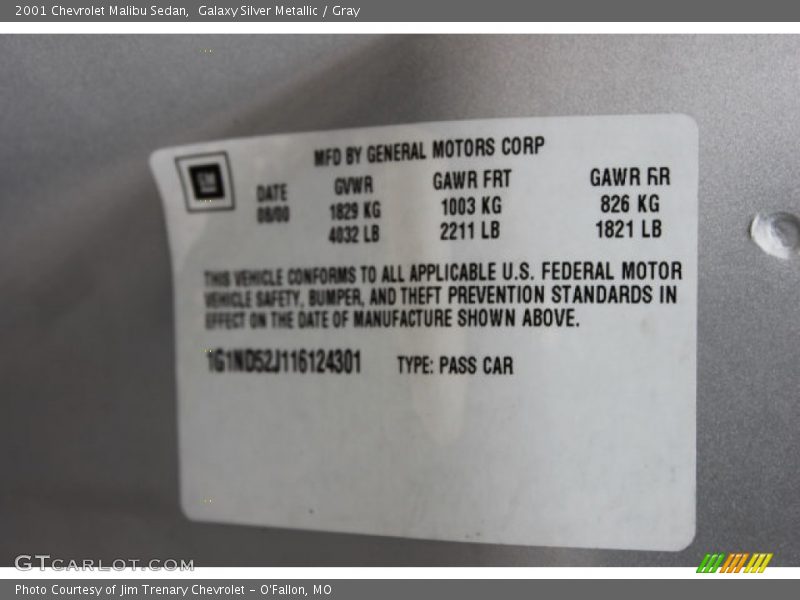 2001 Chevrolet Malibu Sedan, Galaxy Silver Metallic / Gray
MFD BY GENERAL MOTORS CORP
GM
DATE GVWR GAWR FRT GAWR RR
08/00 1829 KG 1003 KG 826 KG
4032 LB 2211 LB 1821 LB
THIS VEHICLE CONFORMS TO ALL APPLICABLE U.S. FEDERAL MOTOR
VEHICLE SAFETY, BUMPER, AND THEFT PREVENTION STANDARDS IN
EFFECT ON THE DATE OF MANUFACTURE SHOWN ABOVE.
1G1ND52J116124301 TYPE: PASS CAR
GTCARLOT.COM
Photo Courtesy of Jim Trenary Chevrolet - O'Fallon, MO